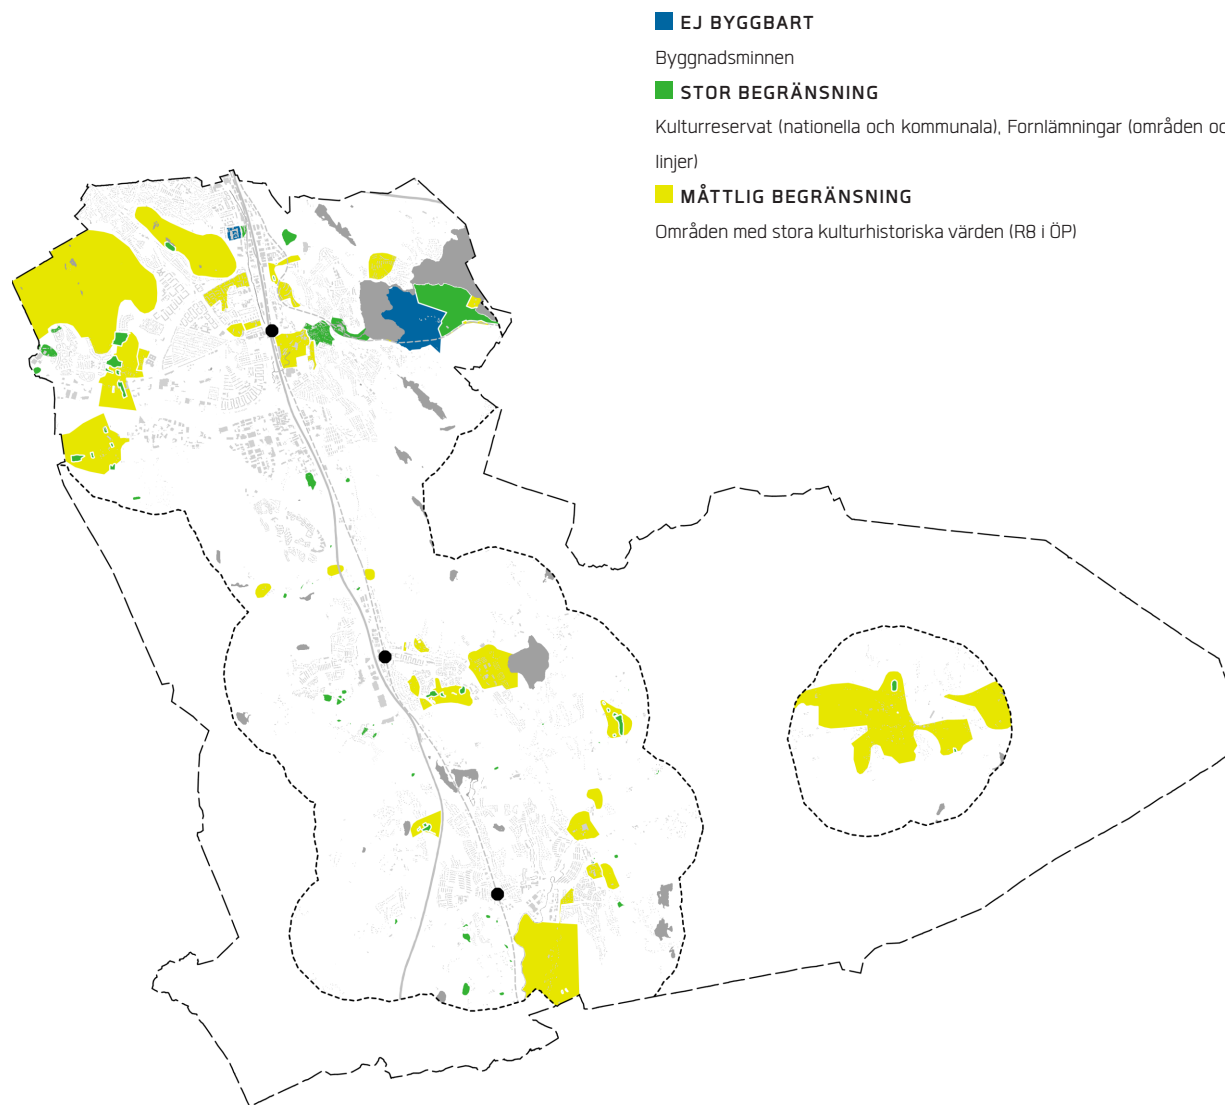 EJ BYGGBART
Byggnadsminnen
STOR BEGRÄNSNING
Kulturreservat (nationella och kommunala), Fornlämningar (områden oc
linjer)
MÅTTLIG BEGRÄNSNING
Områden med stora kulturhistoriska värden (R8 i ÖP)